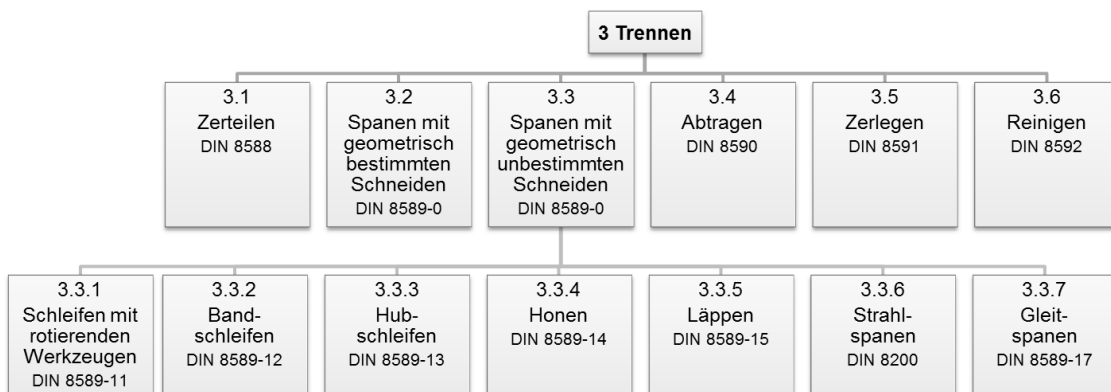 3 Trennen
3.1
Zerteilen
DIN 8588
3.2
Spanen mit
geometrisch
bestimmten
Schneiden
DIN 8589-0
3.3
Spanen mit
geometrisch
unbestimmten
Schneiden
DIN 8589-0
3.4
Abtragen
DIN 8590
3.5
Zerlegen
DIN 8591
3.6
Reinigen
DIN 8592
3.3.1
Schleifen mit
rotierenden
Werkzeugen
DIN 8589-11
3.3.2
Band-
schleifen
DIN 8589-12
3.3.3
Hub-
schleifen
DIN 8589-13
3.3.4
Honen
DIN 8589-14
3.3.5
Läppen
DIN 8589-15
3.3.6
Strahl-
spanen
DIN 8200
3.3.7
Gleit-
spanen
DIN 8589-17